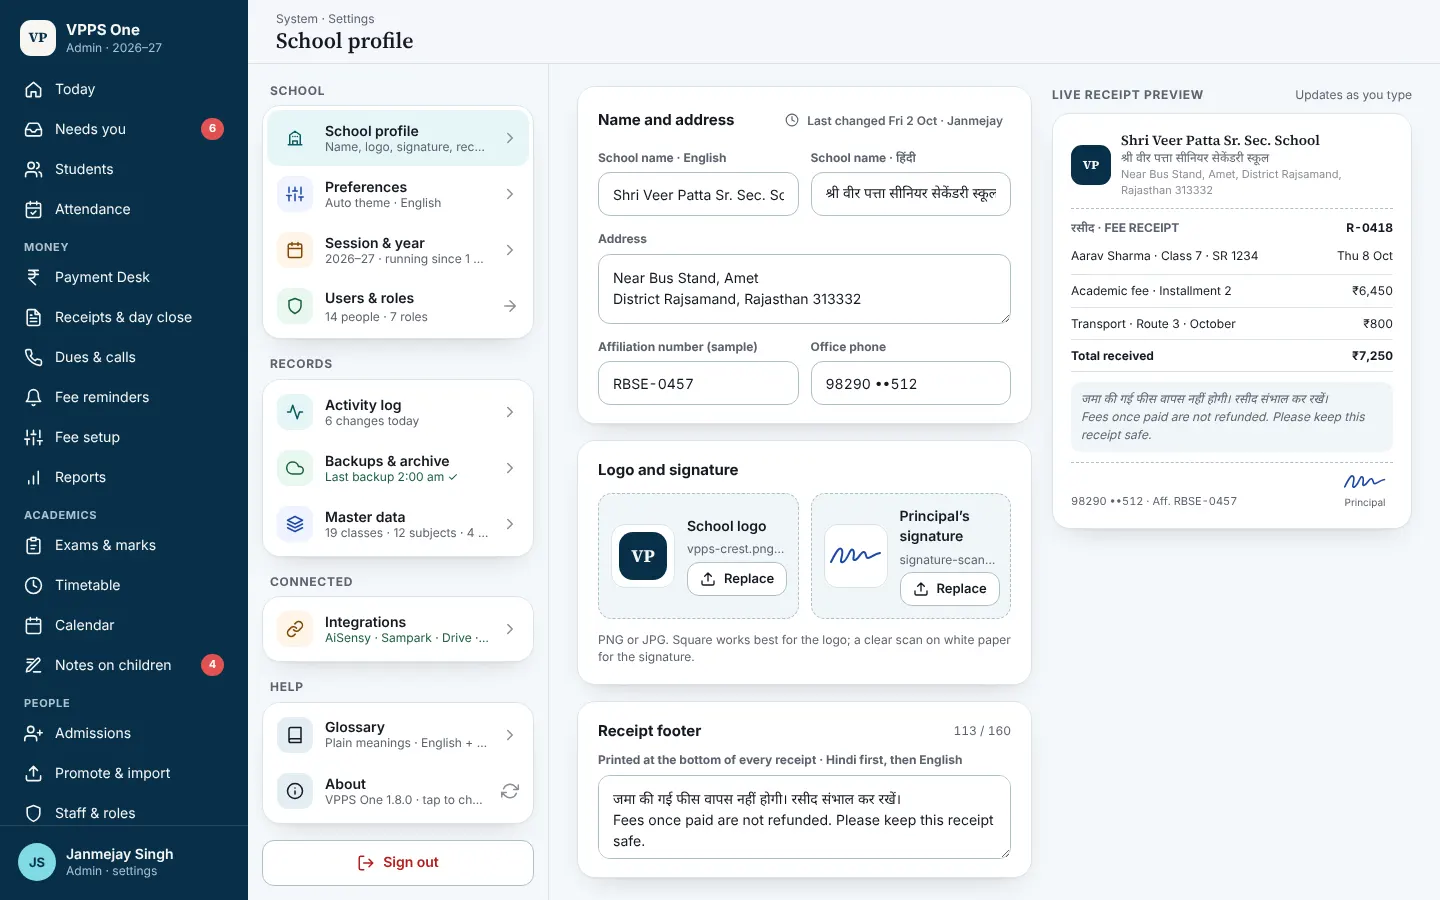 VP
VPPS One
Admin · 2026–27
Today
Needs you
6
Students
Attendance
MONEY
Payment Desk
Receipts & day close
Dues & calls
Fee reminders
Fee setup
Reports
ACADEMICS
Exams & marks
Timetable
Calendar
Notes on children
4
PEOPLE
Admissions
Promote & import
Staff & roles
JS
Janmejay Singh
Admin · settings
System · Settings
School profile
SCHOOL
School profile
Name, logo, signature, rec...
Preferences
Auto theme · English
Session & year
2026–27 · running since 1 ...
Users & roles
14 people · 7 roles
RECORDS
Activity log
6 changes today
Backups & archive
Last backup 2:00 am ✓
Master data
19 classes · 12 subjects · 4 ...
CONNECTED
Integrations
AiSensy · Sampark · Drive ·...
HELP
Glossary
Plain meanings · English + ...
About
VPPS One 1.8.0 · tap to ch...
Sign out
Name and address
Last changed Fri 2 Oct · Janmejay
School name · English
School name · हिंदी
Shri Veer Patta Sr. Sec. Sc
श्री वीर पत्ता सीनियर सेकेंडरी स्कूल
Address
Near Bus Stand, Amet
District Rajsamand, Rajasthan 313332
Affiliation number (sample)
Office phone
RBSE-0457
98290 ••512
Logo and signature
VP
School logo
vpps-crest.png...
Replace
Principal's
signature
signature-scan...
Replace
PNG or JPG. Square works best for the logo; a clear scan on white paper
for the signature.
Receipt footer
113 / 160
Printed at the bottom of every receipt · Hindi first, then English
जमा की गई फीस वापस नहीं होगी। रसीद संभाल कर रखें।
Fees once paid are not refunded. Please keep this receipt
safe.
LIVE RECEIPT PREVIEW
Updates as you type
VP
Shri Veer Patta Sr. Sec. School
श्री वीर पत्ता सीनियर सेकेंडरी स्कूल
Near Bus Stand, Amet, District Rajsamand,
Rajasthan 313332
रसीद · FEE RECEIPT
R-0418
Aarav Sharma · Class 7 · SR 1234
Thu 8 Oct
Academic fee · Installment 2
₹6,450
Transport · Route 3 · October
₹800
Total received
₹7,250
जमा की गई फीस वापस नहीं होगी। रसीद संभाल कर रखें।
Fees once paid are not refunded. Please keep this
receipt safe.
98290 ••512 · Aff. RBSE-0457
Principal